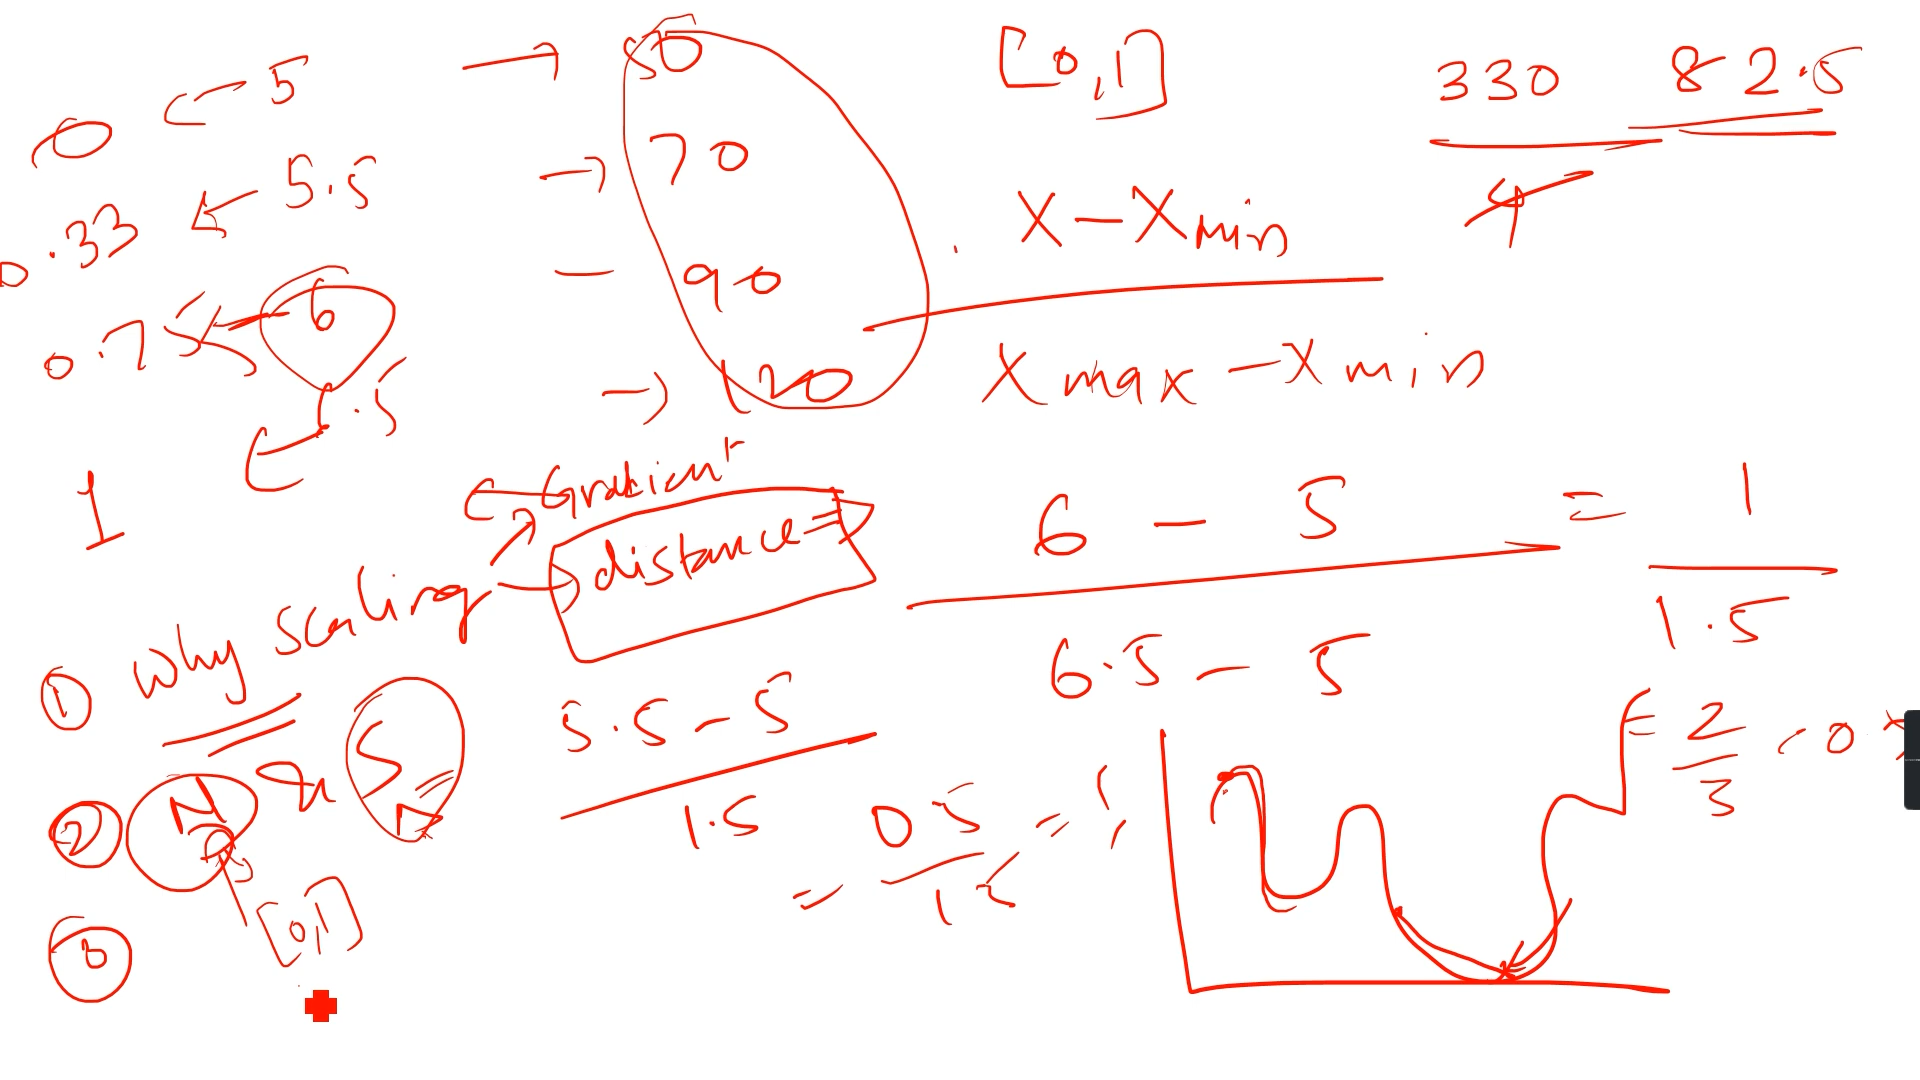 0 ← 5 → 50
[0,1]
330 82.5
4
0.33 ← 5.5 → 70
X - Xmin
0.75 ← 6 - 90
Xmax - Xmin
1 ← 6.5 → 120
Gradient
distance ⇒
① Why scaling
6 - 5 = 1
6.5 - 5 1.5
= 2
3
② N & S
[0,1]
5.5 - 5
1.5
= 0.5
③